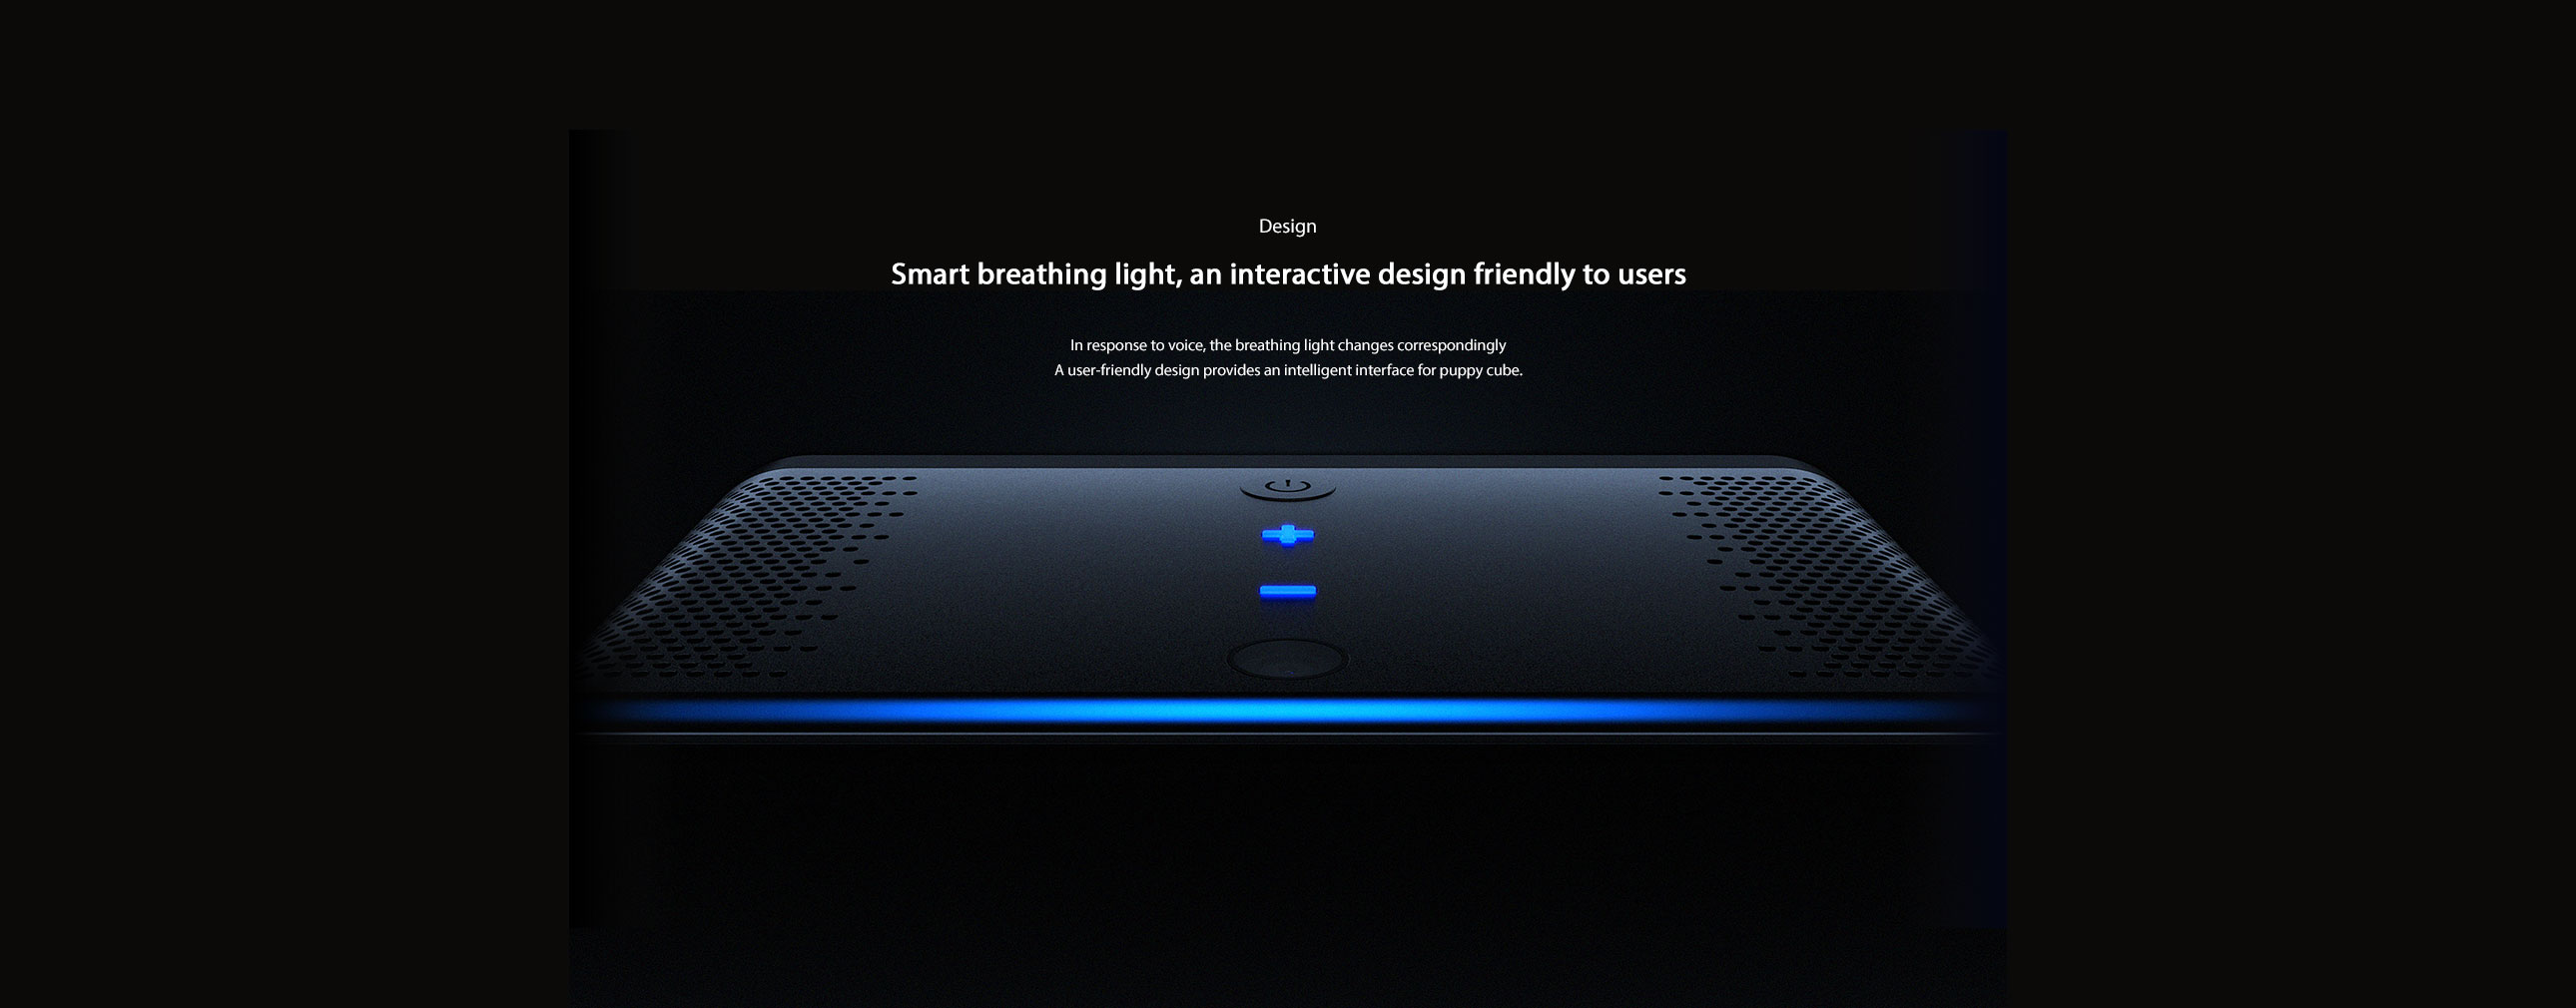 Design
Smart breathing light, an interactive design friendly to users
In response to voice, the breathing light changes correspondingly
A user-friendly design provides an intelligent interface for puppy cube.